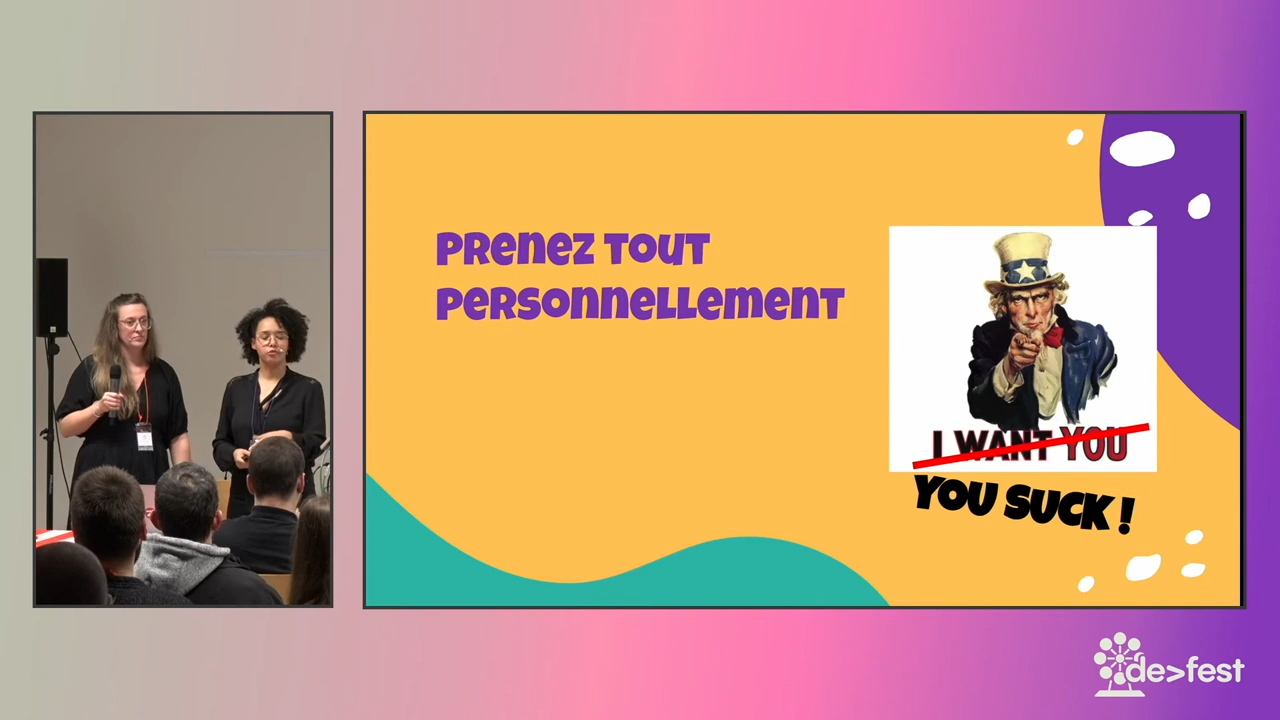 Prenez tout
personnellement
I WANT YOU
YOU SUCK !
de>fest